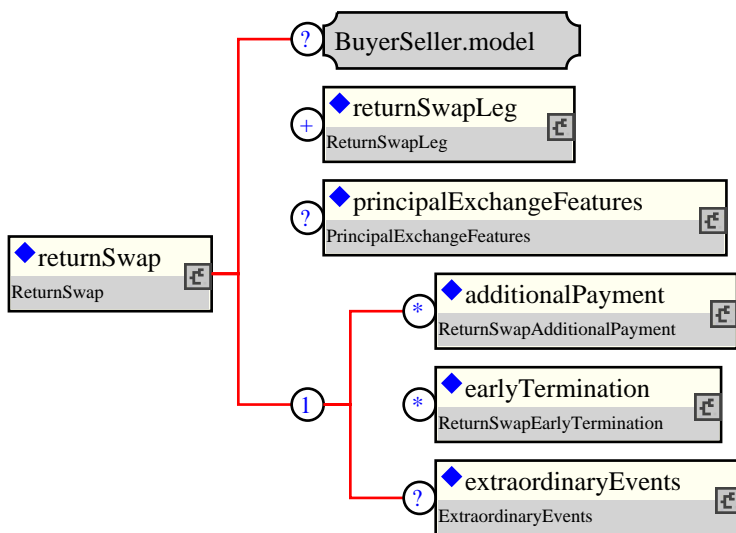 ?
BuyerSeller.model
+
returnSwapLeg
ReturnSwapLeg
?
principalExchangeFeatures
PrincipalExchangeFeatures
returnSwap
ReturnSwap
*
additionalPayment
ReturnSwapAdditionalPayment
1
*
earlyTermination
ReturnSwapEarlyTermination
?
extraordinaryEvents
ExtraordinaryEvents